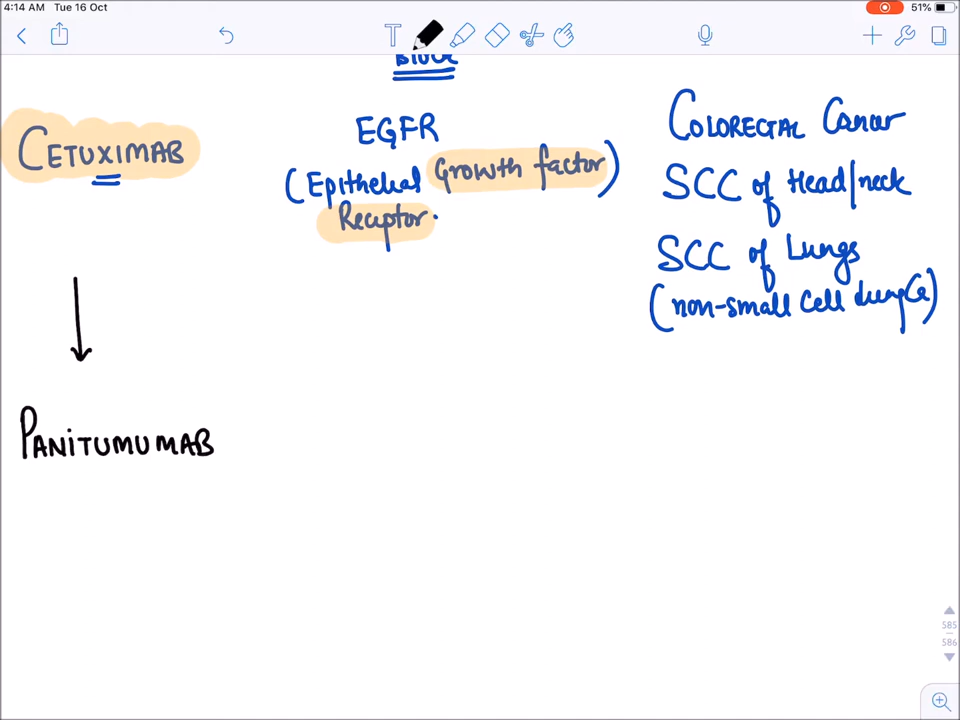 4:14 AM Tue 16 Oct
51%
T
Block
CETUXIMAB
EGFR
(Epithelial Growth factor)
Receptor.
COLORECTAL Cancer
SCC of Head/neck
SCC of Lungs
(non-small Cell Lung Ca)
PANITUMUMAB
585
586